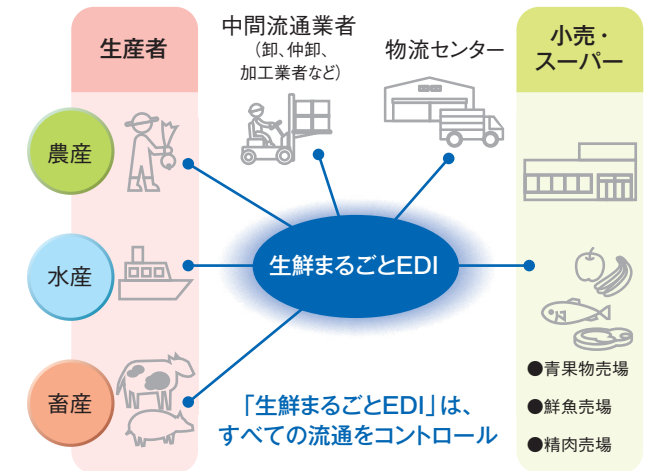 生産者
中間流通業者
(卸、仲卸、
加工業者など)
物流センター
小売・
スーパー
農産
水産
畜産
生鮮まるごとEDI
●青果物売場
●鮮魚売場
●精肉売場
「生鮮まるごとEDI」は、
すべての流通をコントロール